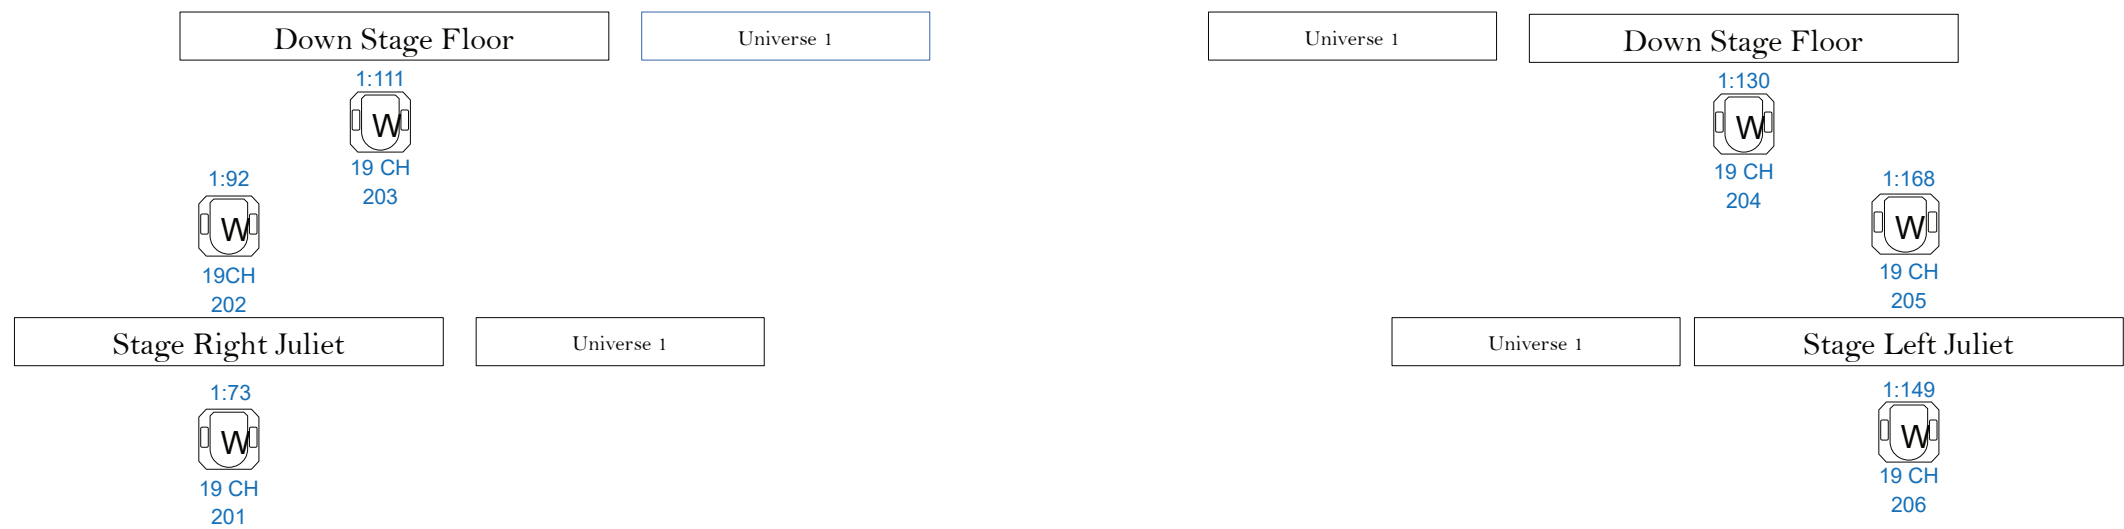 Down Stage Floor
Universe 1
1:111
W
19 CH
203
1:92
W
19CH
202
Stage Right Juliet
Universe 1
1:73
W
19 CH
201
Universe 1
Down Stage Floor
1:130
W
19 CH
204
1:168
W
19 CH
205
Universe 1
Stage Left Juliet
1:149
W
19 CH
206